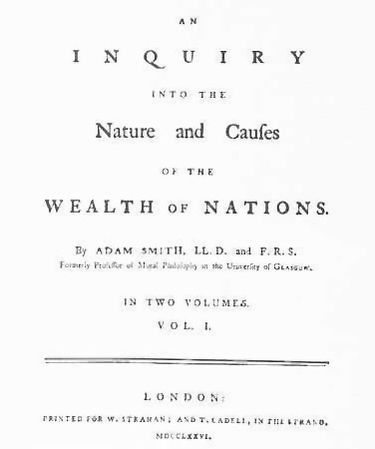 AN
INQUIRY
INTO THE
Nature and Cauſes
OF THE
WEALTH OF NATIONS.
By ADAM SMITH, LL. D. and F. R. S.
Formerly Profeſſor of Moral Philoſophy in the Univerſity of GLASGOW.
IN TWO VOLUMES.
VOL. I.
LONDON:
PRINTED FOR W. STRAHAN; AND T. CADELL, IN THE STRAND.
MDCCLXXVI.